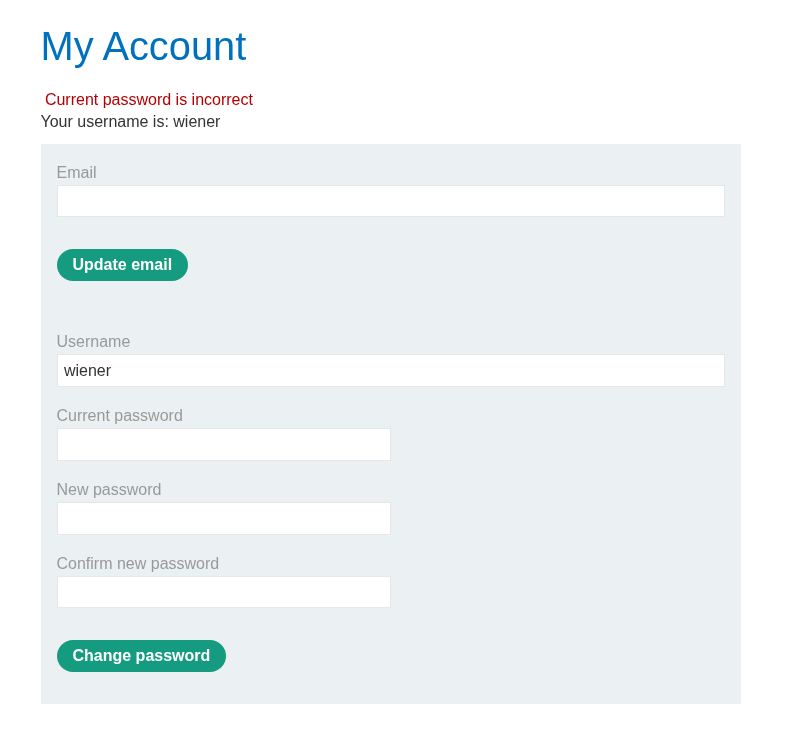 My Account
Current password is incorrect
Your username is: wiener
Email
Update email
Username
wiener
Current password
New password
Confirm new password
Change password